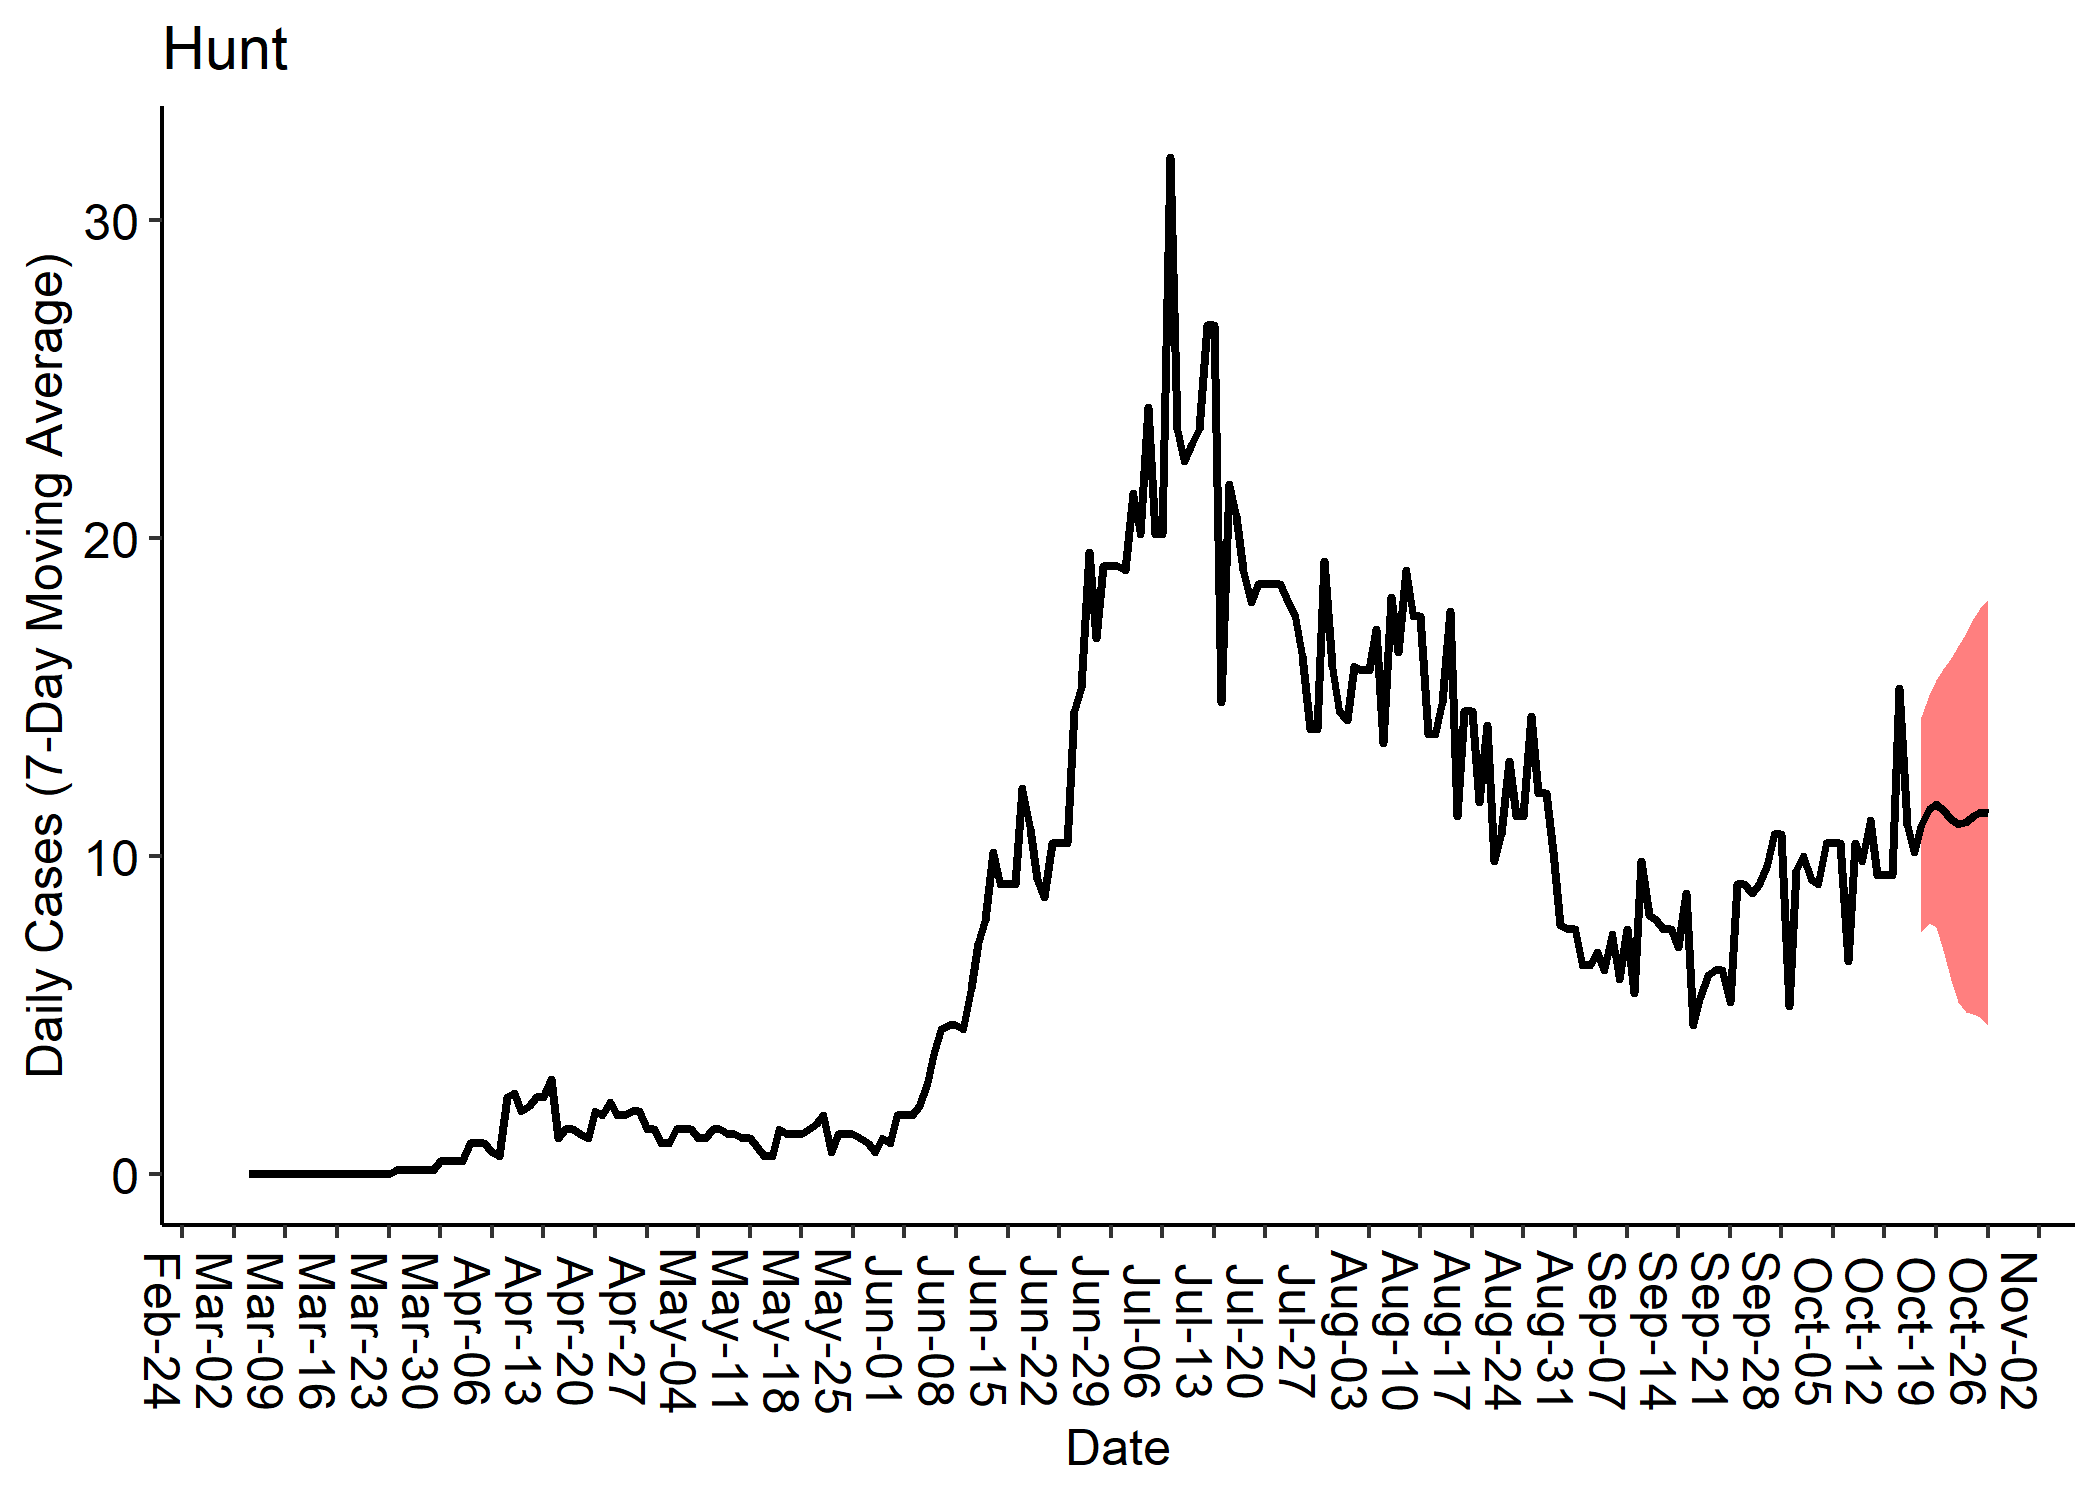 Hunt
Daily Cases (7-Day Moving Average)
30
20
10
0
Feb-24
Mar-02
Mar-09
Mar-16
Mar-23
Mar-30
Apr-06
Apr-13
Apr-20
Apr-27
May-04
May-11
May-18
May-25
Jun-01
Jun-08
Jun-15
Jun-22
Jun-29
Jul-06
Jul-13
Jul-20
Jul-27
Aug-03
Aug-10
Aug-17
Aug-24
Aug-31
Sep-07
Sep-14
Sep-21
Sep-28
Oct-05
Oct-12
Oct-19
Oct-26
Nov-02
Date